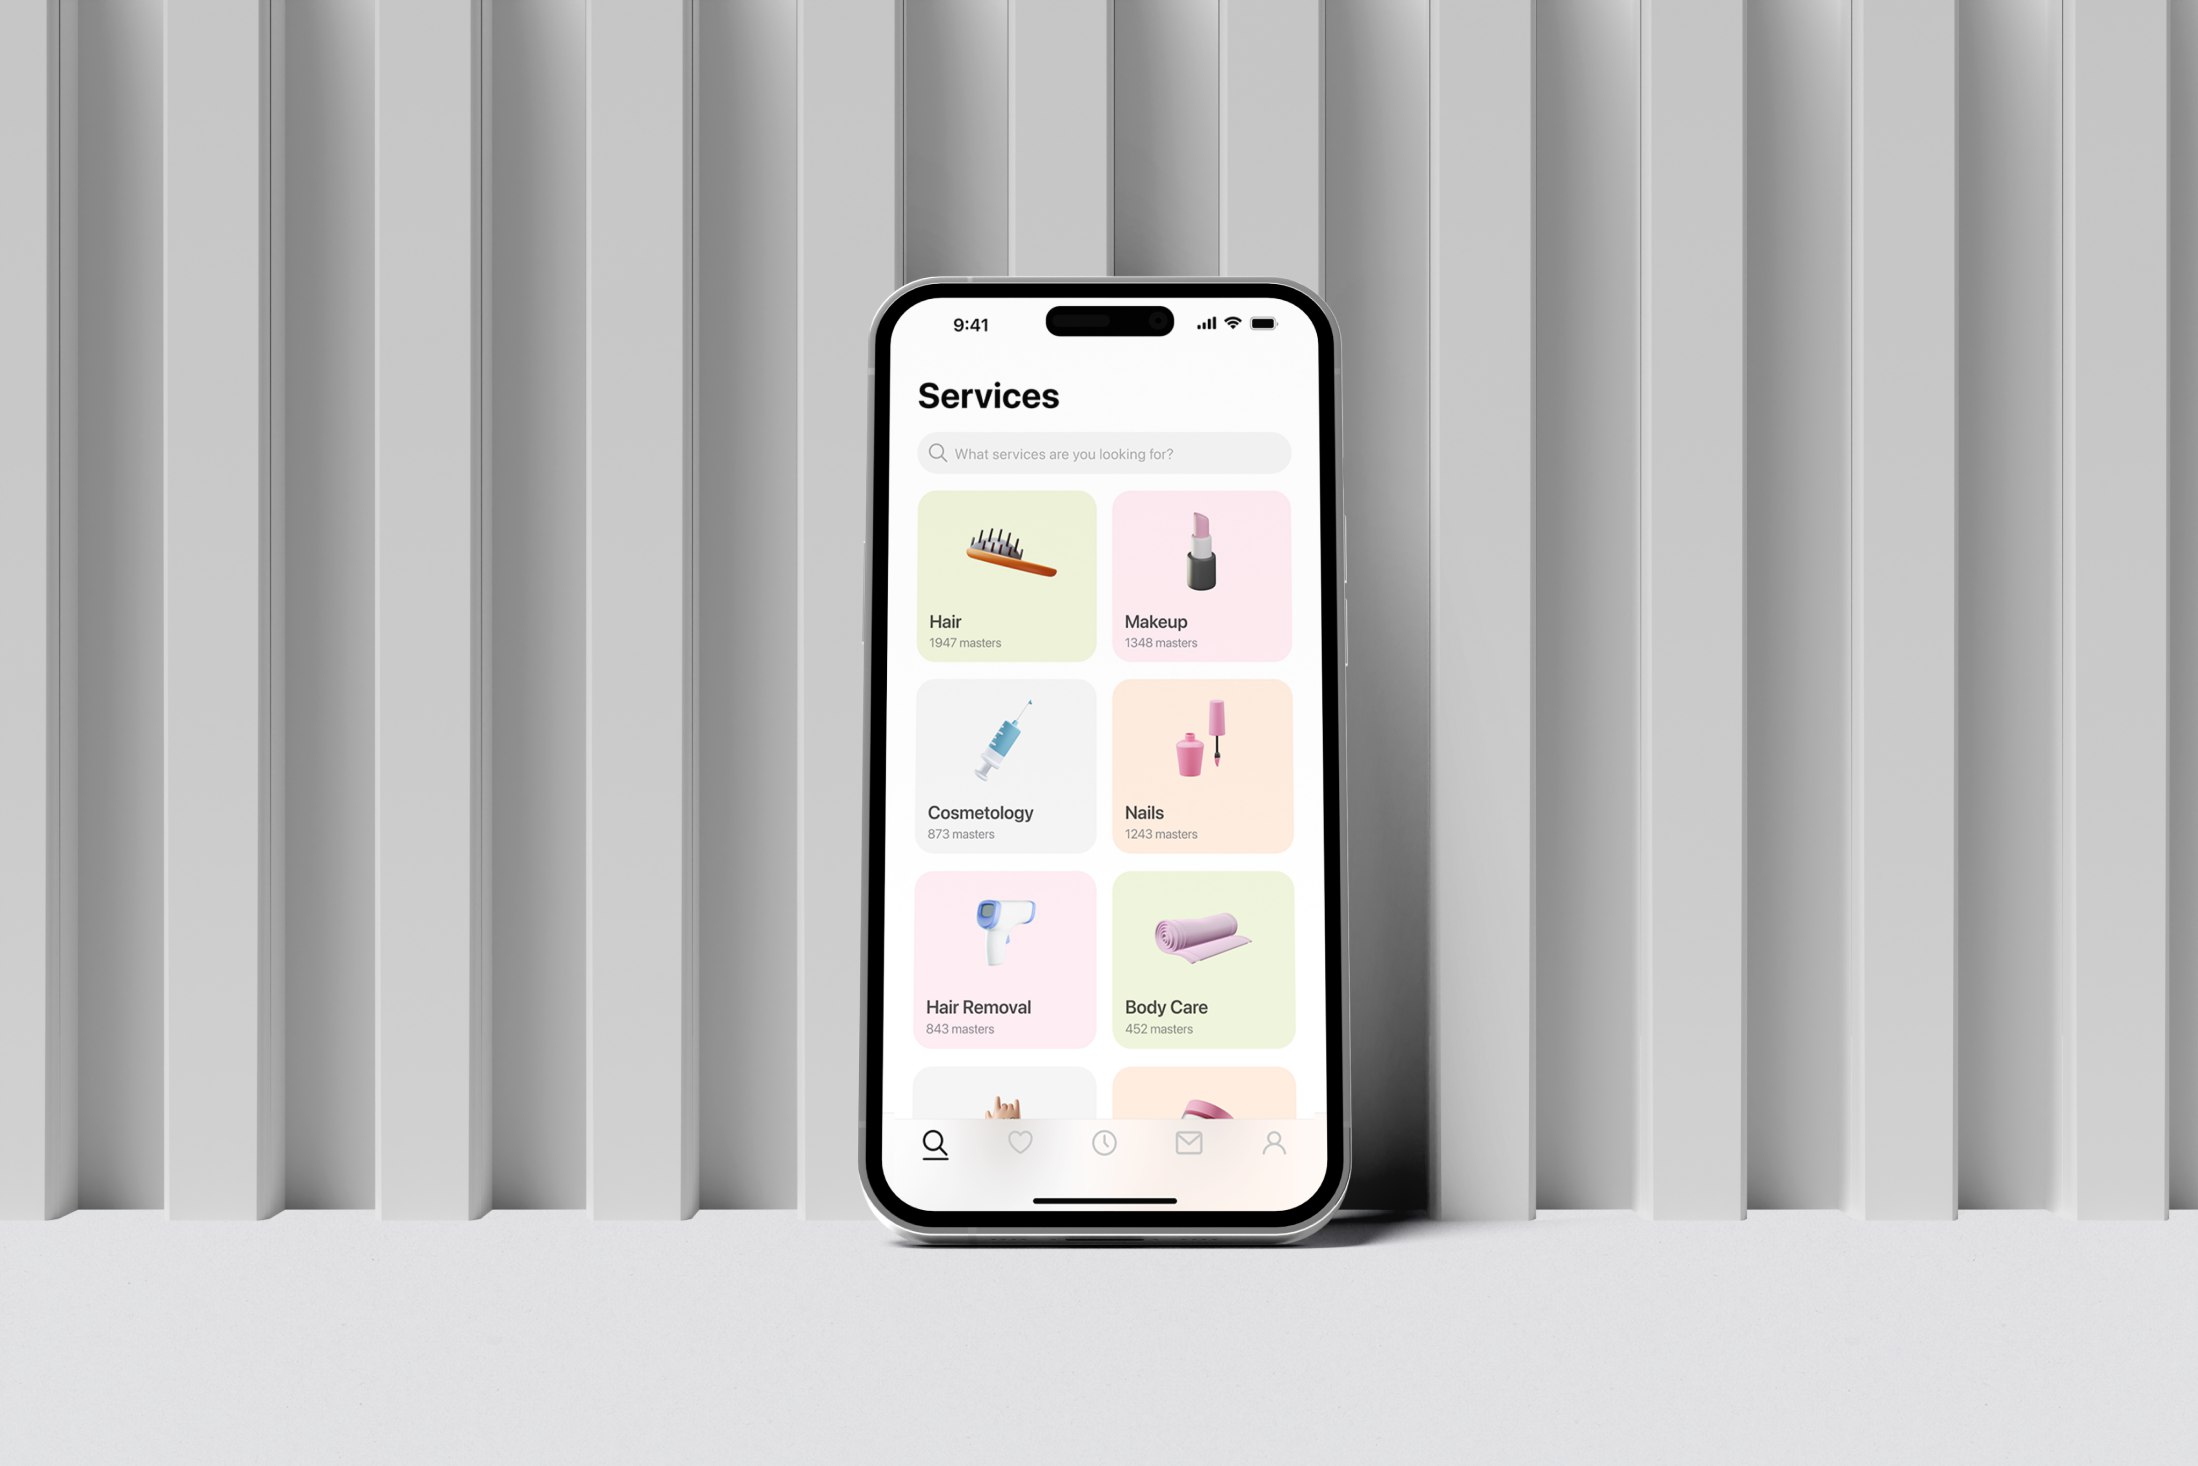 9:41
Services
What services are you looking for?
Hair
1947 masters
Makeup
1348 masters
Cosmetology
873 masters
Nails
1243 masters
Hair Removal
843 masters
Body Care
452 masters